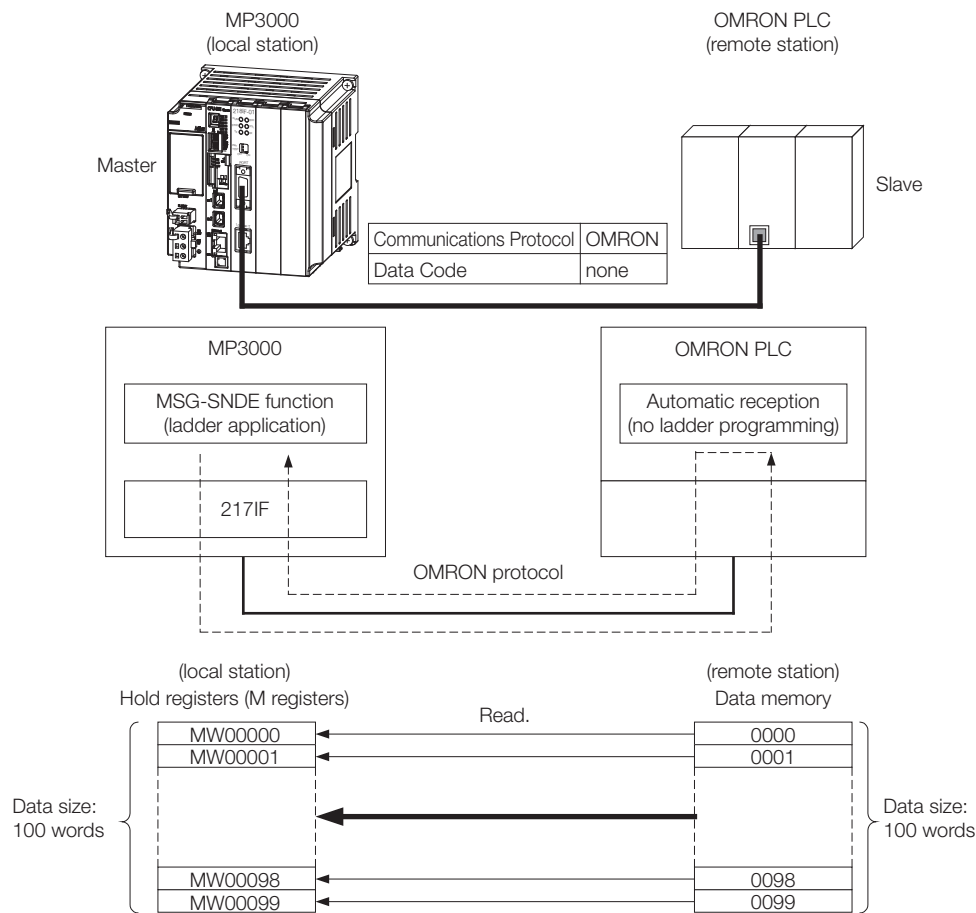 MP3000
(local station)
OMRON PLC
(remote station)
Master
Slave
Communications Protocol OMRON
Data Code none
MP3000
MSG-SNDE function
(ladder application)
217IF
OMRON PLC
Automatic reception
(no ladder programming)
OMRON protocol
(local station)
Hold registers (M registers)
(remote station)
Data memory
Read.
MW00000
0000
MW00001
0001
Data size:
100 words
Data size:
100 words
MW00098
0098
MW00099
0099